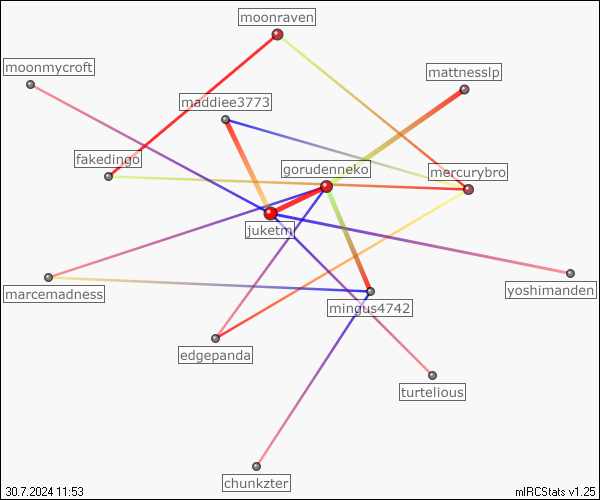 moonraven
moonmycroft
mattnesslp
maddiee3773
fakedingo
gorudenneko
mercurybro
juketm
marcemadness
yoshimanden
mingus4742
edgepanda
turtelious
chunkzter
30.7.2024 11:53
mIRCStats v1.25